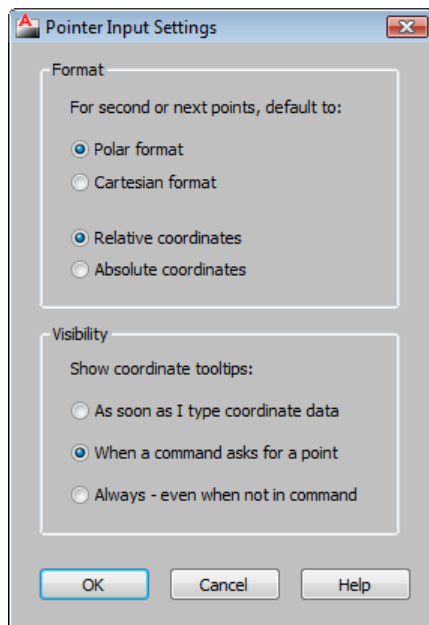 Pointer Input Settings
Format
For second or next points, default to:
Polar format
Cartesian format
Relative coordinates
Absolute coordinates
Visibility
Show coordinate tooltips:
As soon as I type coordinate data
When a command asks for a point
Always - even when not in command
OK Cancel Help